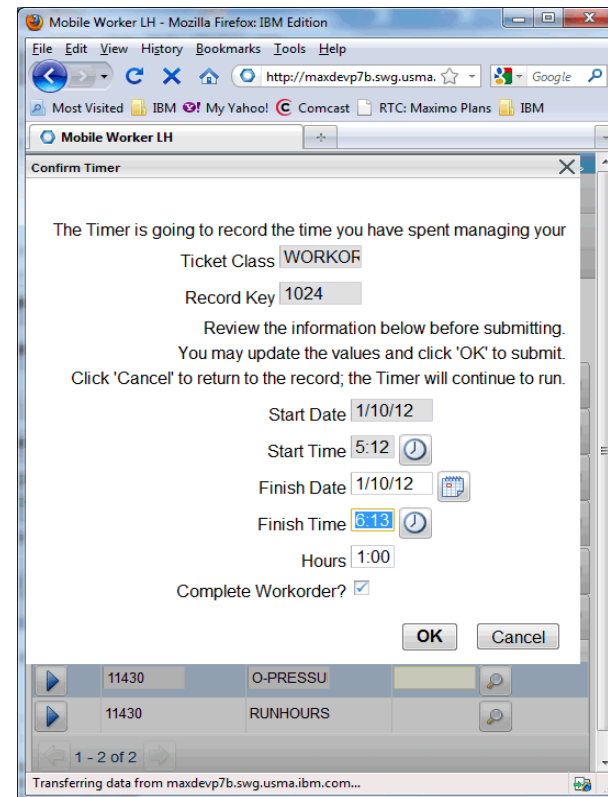 Mobile Worker LH - Mozilla Firefox: IBM Edition
File Edit View History Bookmarks Tools Help
http://maxdevp7b.swg.usma. Google
Most Visited IBM My Yahoo! Comcast RTC: Maximo Plans IBM
Mobile Worker LH
Confirm Timer
The Timer is going to record the time you have spent managing your
Ticket Class WORKOR
Record Key 1024
Review the information below before submitting.
You may update the values and click 'OK' to submit.
Click 'Cancel' to return to the record; the Timer will continue to run.
Start Date 1/10/12
Start Time 5:12
Finish Date 1/10/12
Finish Time 6:13
Hours 1:00
Complete Workorder?
OK Cancel
11430 O-PRESSU
11430 RUNHOURS
1 - 2 of 2
Transferring data from maxdevp7b.swg.usma.ibm.com...